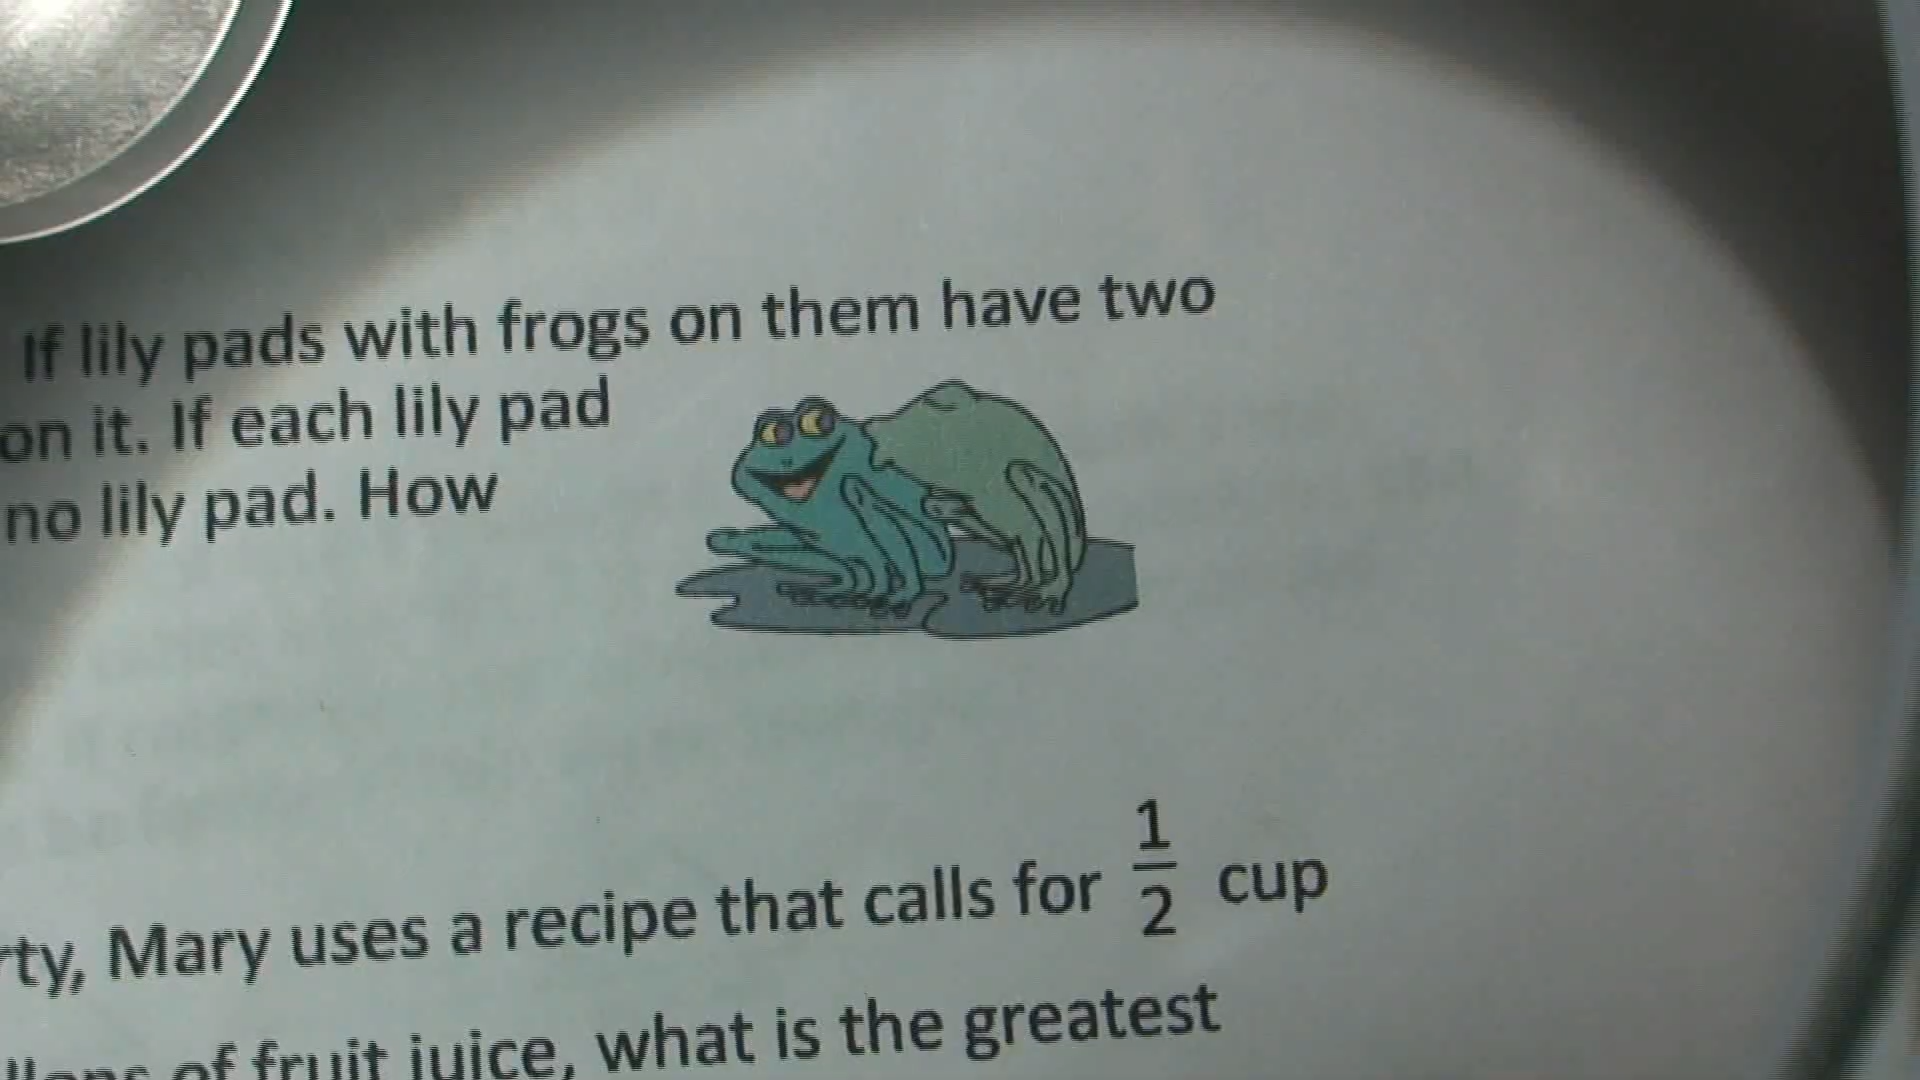 If lily pads with frogs on them have two
on it. If each lily pad
no lily pad. How
rty, Mary uses a recipe that calls for 1/2 cup
of fruit juice, what is the greatest